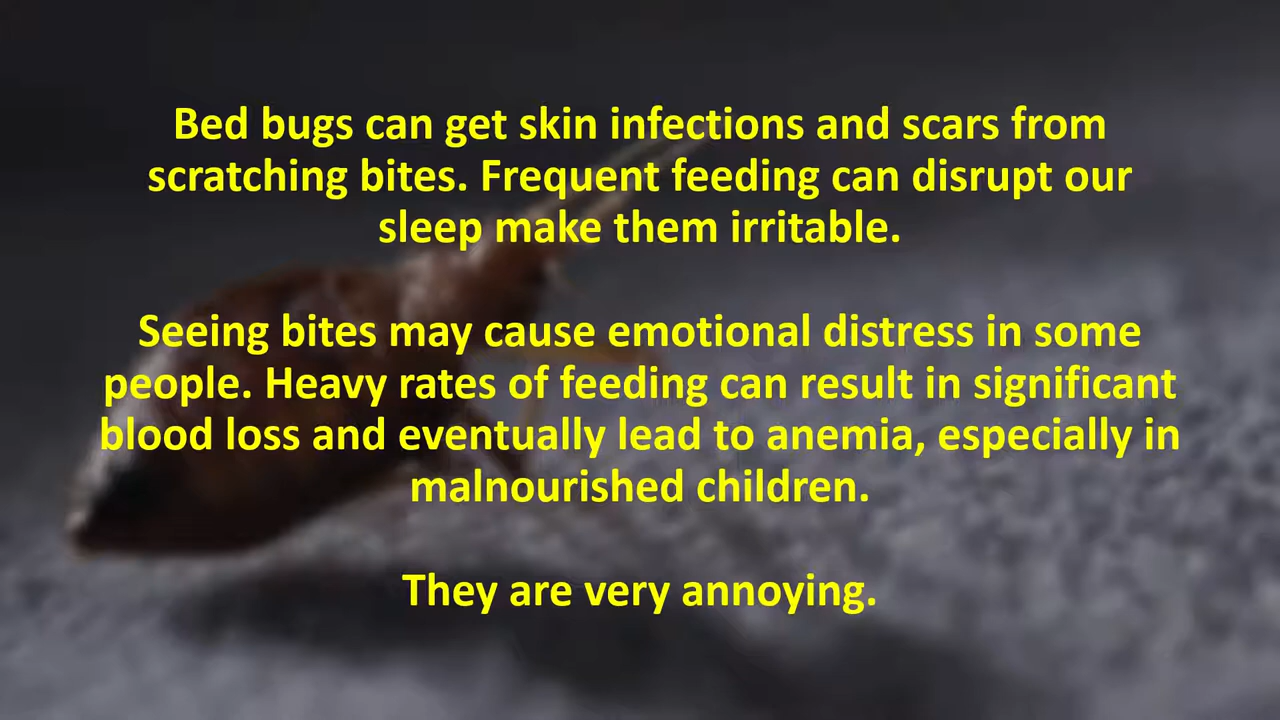 Bed bugs can get skin infections and scars from
scratching bites. Frequent feeding can disrupt our
sleep make them irritable.
Seeing bites may cause emotional distress in some
people. Heavy rates of feeding can result in significant
blood loss and eventually lead to anemia, especially in
malnourished children.
They are very annoying.